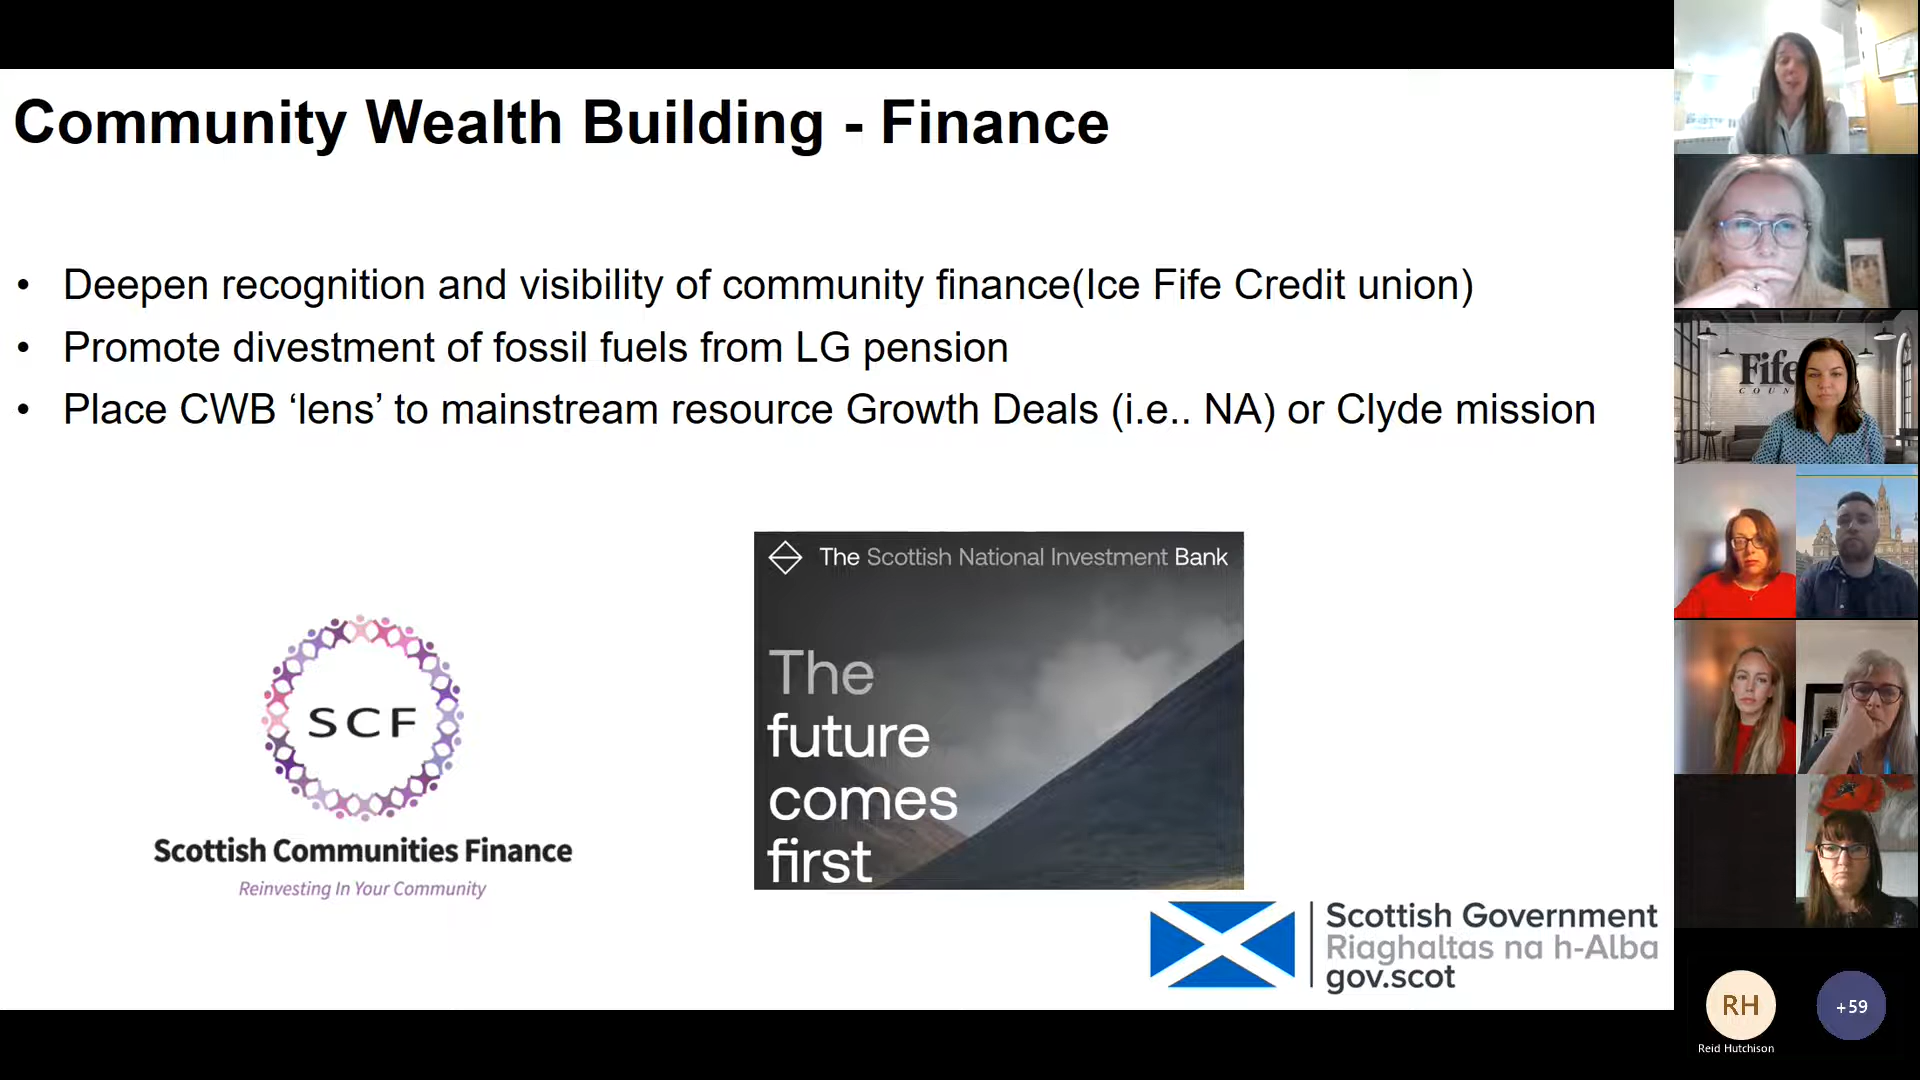 Community Wealth Building - Finance
• Deepen recognition and visibility of community finance(Ice Fife Credit union)
• Promote divestment of fossil fuels from LG pension
• Place CWB ‘lens’ to mainstream resource Growth Deals (i.e.. NA) or Clyde mission
SCF
Scottish Communities Finance
Reinvesting In Your Community
The Scottish National Investment Bank
The
future
comes
first
Scottish Government
Riaghaltas na h-Alba
gov.scot
Fife
RH
Reid Hutchison
+59